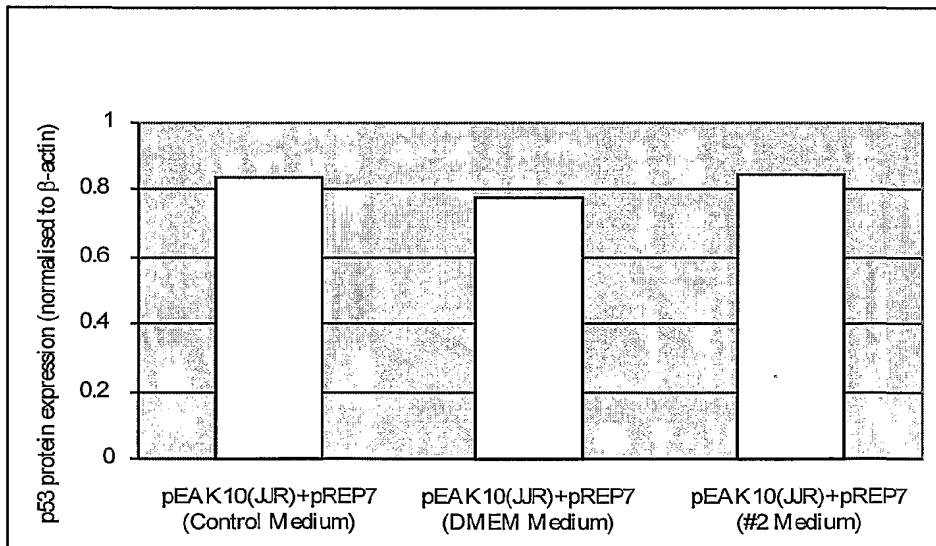 p53 protein expression (normalised to β-actin)
1
0.8
0.6
0.4
0.2
0
pEAK10(JJR)+pREP7
(Control Medium)
pEAK10(JJR)+pREP7
(DMEM Medium)
pEAK10(JJR)+pREP7
(#2 Medium)